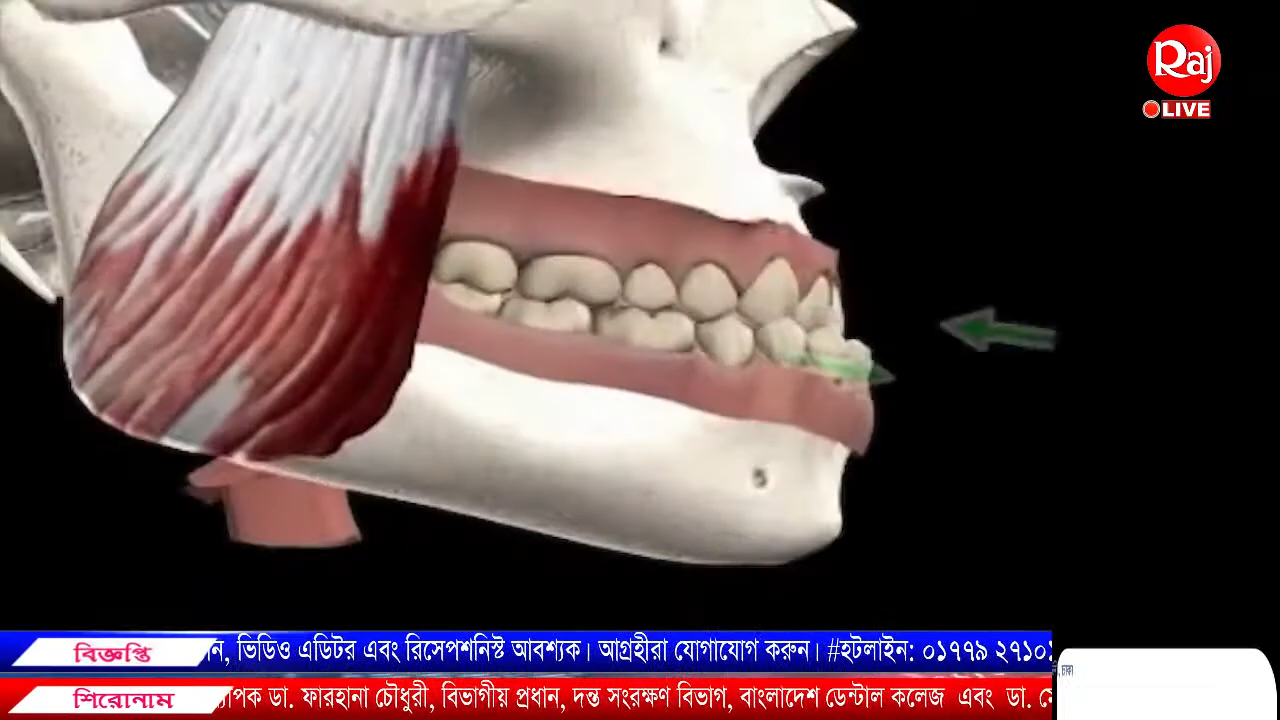 Raj
LIVE
বিজ্ঞপ্তি
ভিডিও এডিটর এবং রিসেপশনিস্ট আবশ্যক। আগ্রহীরা যোগাযোগ করুন। #হটলাইন: ০১৭৭৯ ২৭১০
শিরোনাম
ডা. ফারহানা চৌধুরী, বিভাগীয় প্রধান, দন্ত সংরক্ষণ বিভাগ, বাংলাদেশ ডেন্টাল কলেজ এবং ডা.